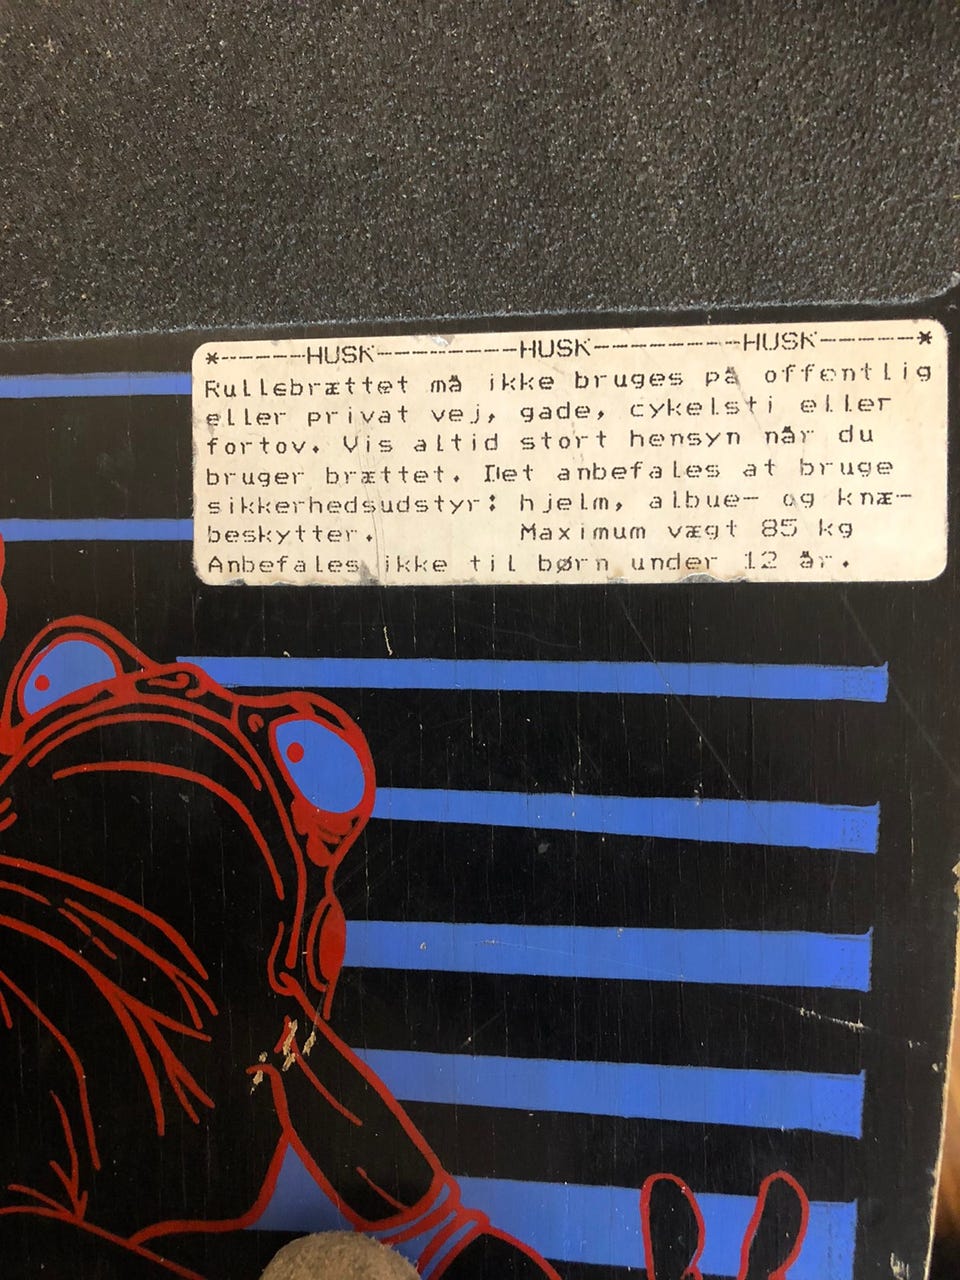 *------HUSK---------HUSK---------HUSK------*
Rullebrættet må ikke bruges på offentlig
eller privat vej, gade, cykelsti eller
fortov. Vis altid stort hensyn når du
bruger brættet. Det anbefales at bruge
sikkerhedsudstyr: hjelm, albue- og knæ-
beskytter. Maximum vægt 85 kg
Anbefales ikke til børn under 12 år.